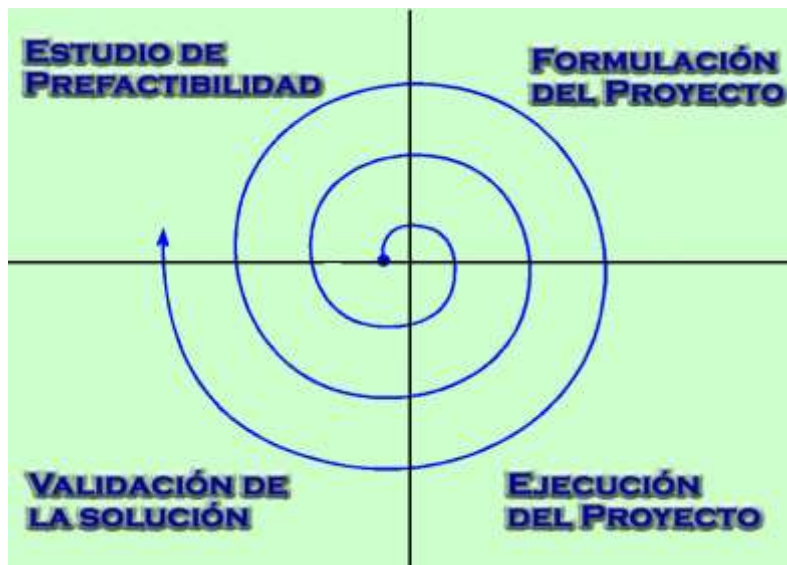 ESTUDIO DE
PREFACTIBILIDAD
FORMULACIÓN
DEL PROYECTO
VALIDACIÓN DE
LA SOLUCIÓN
EJECUCIÓN
DEL PROYECTO